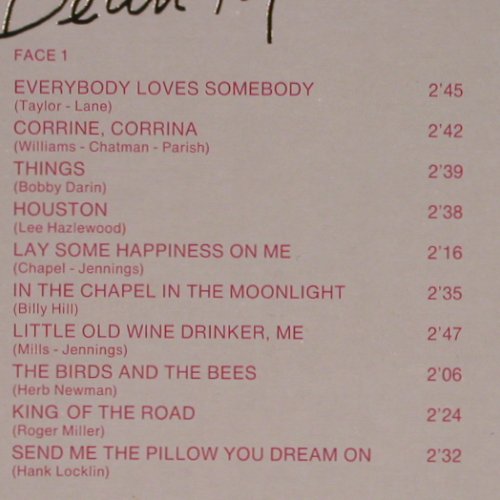 FACE 1
EVERYBODY LOVES SOMEBODY 2'45
(Taylor - Lane)
CORRINE, CORRINA 2'42
(Williams - Chatman - Parish)
THINGS 2'39
(Bobby Darin)
HOUSTON 2'38
(Lee Hazlewood)
LAY SOME HAPPINESS ON ME 2'16
(Chapel - Jennings)
IN THE CHAPEL IN THE MOONLIGHT 2'35
(Billy Hill)
LITTLE OLD WINE DRINKER, ME 2'47
(Mills - Jennings)
THE BIRDS AND THE BEES 2'06
(Herb Newman)
KING OF THE ROAD 2'24
(Roger Miller)
SEND ME THE PILLOW YOU DREAM ON 2'32
(Hank Locklin)